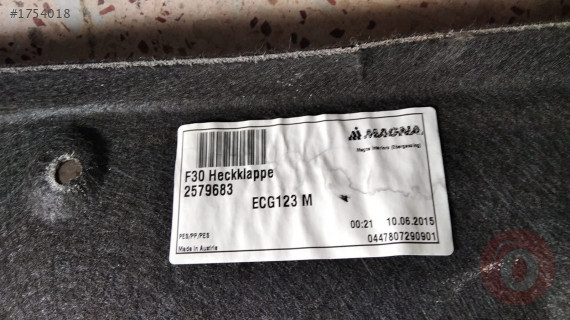 #1754018
MAGNA
Magna Interiors (Ebergassing)
F30 Heckklappe
2579683
ECG123 M
00:21 10.06.2015
PES/PP/PES
Made in Austria
0447807290901